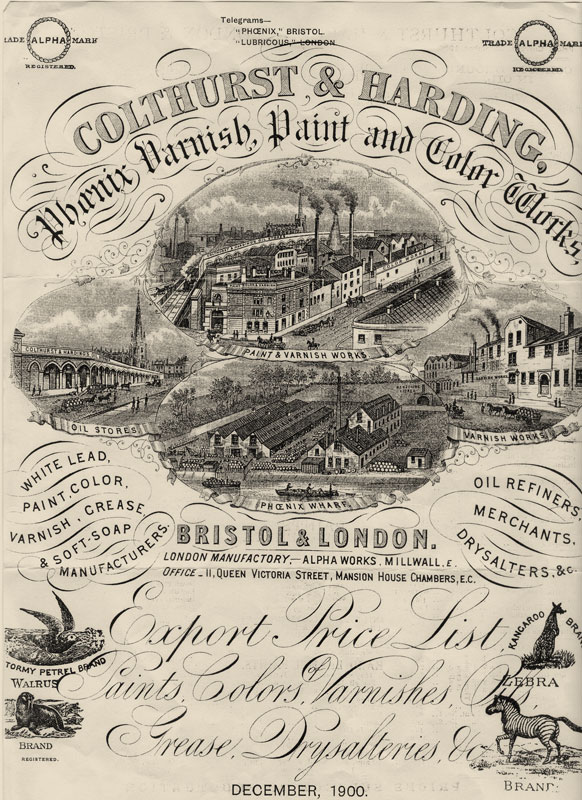 Telegrams—
"PHŒNIX," BRISTOL.
"LUBRICOUS," LONDON.
TRADE ALPHA MARK
REGISTERED.
TRADE ALPHA MARK
REGISTERED.
COLTHURST & HARDING,
Phœnix Varnish, Paint and Color Works,
PAINT & VARNISH WORKS
COLTHURST & HARDING
OIL STORES
VARNISH WORKS
PHŒNIX WHARF
WHITE LEAD,
PAINT, COLOR,
VARNISH, GREASE
& SOFT-SOAP
MANUFACTURERS.
OIL REFINERS
MERCHANTS,
DRYSALTERS, &c.
BRISTOL & LONDON.
LONDON MANUFACTORY,— ALPHA WORKS, MILLWALL, E.
OFFICE — 11, QUEEN VICTORIA STREET, MANSION HOUSE CHAMBERS, E.C.
Export Price List
of
Paints, Colors, Varnishes, Oils,
Grease, Drysalteries, &c
TORMY PETREL BRAND
WALRUS
BRAND
REGISTERED.
KANGAROO BRAN
ZEBRA
BRAND
DECEMBER, 1900.